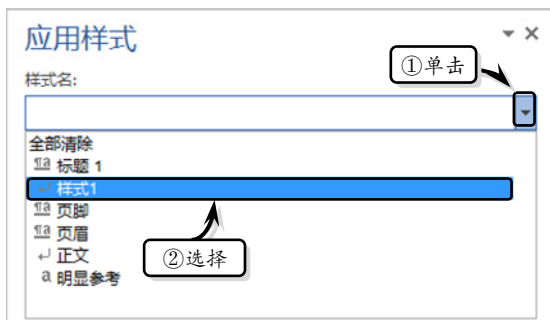 应用样式
①单击
样式名:
全部清除
标题 1
样式1
页脚
页眉
正文
②选择
a 明显参考